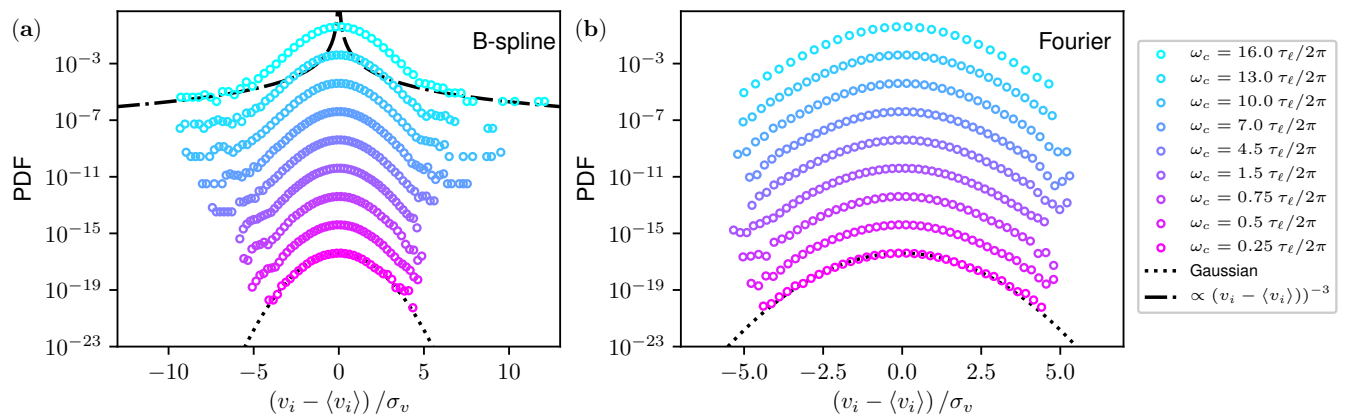 (a)
B-spline
PDF
10⁻³
10⁻⁷
10⁻¹¹
10⁻¹⁵
10⁻¹⁹
10⁻²³
−10 −5 0 5 10
(v_i − ⟨v_i⟩) /σ_v
(b)
Fourier
PDF
10⁻³
10⁻⁷
10⁻¹¹
10⁻¹⁵
10⁻¹⁹
10⁻²³
−5.0 −2.5 0.0 2.5 5.0
(v_i − ⟨v_i⟩) /σ_v
ω_c = 16.0 τ_ℓ/2π
ω_c = 13.0 τ_ℓ/2π
ω_c = 10.0 τ_ℓ/2π
ω_c = 7.0 τ_ℓ/2π
ω_c = 4.5 τ_ℓ/2π
ω_c = 1.5 τ_ℓ/2π
ω_c = 0.75 τ_ℓ/2π
ω_c = 0.5 τ_ℓ/2π
ω_c = 0.25 τ_ℓ/2π
Gaussian
∝ (v_i − ⟨v_i⟩))⁻³